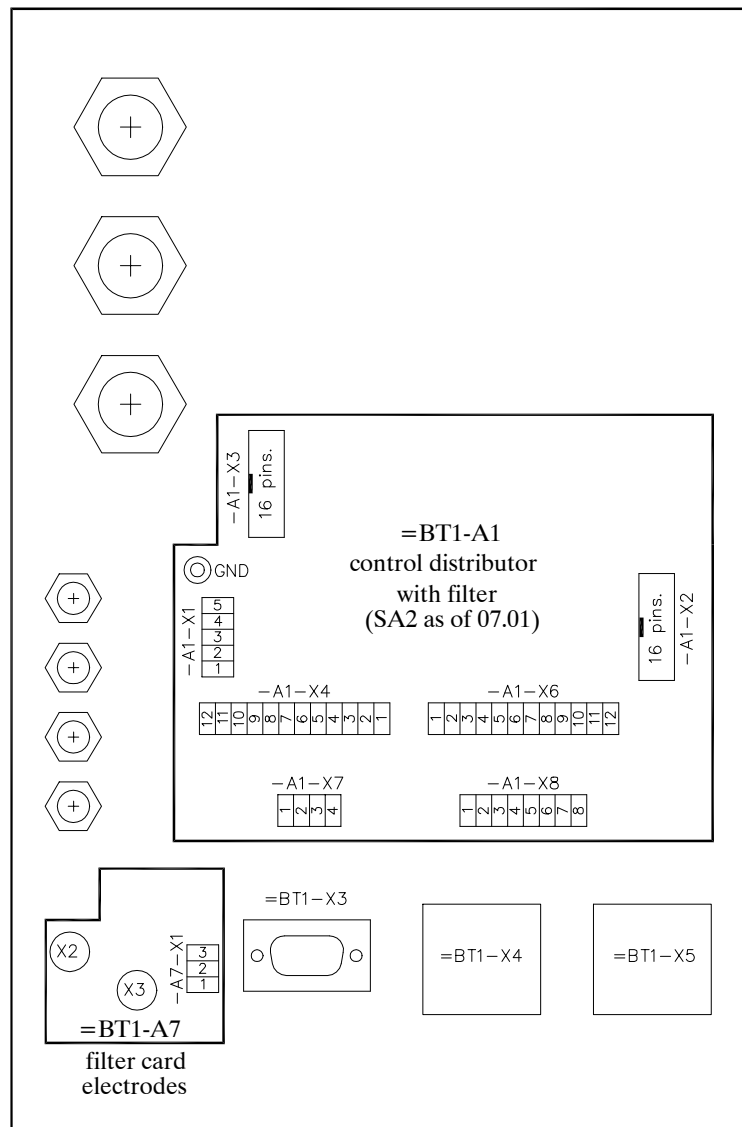 -A1-X3
16 pins.
=BT1-A1
control distributor
with filter
(SA2 as of 07.01)
GND
-A1-X1
5
4
3
2
1
16 pins.
-A1-X2
-A1-X4
12 11 10 9 8 7 6 5 4 3 2 1
-A1-X6
1 2 3 4 5 6 7 8 9 10 11 12
-A1-X7
1 2 3 4
-A1-X8
1 2 3 4 5 6 7 8
X2
X3
-A7-X1
3
2
1
=BT1-A7
filter card
electrodes
=BT1-X3
=BT1-X4
=BT1-X5